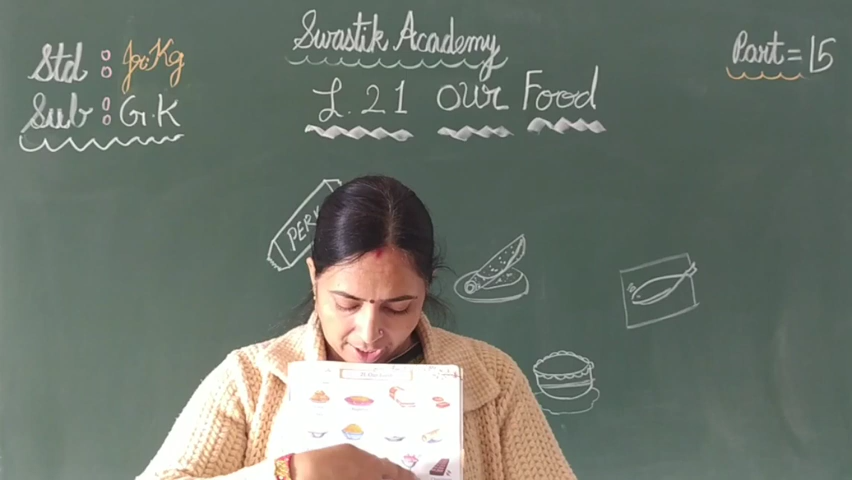 Swastik Academy
Std : Jr.Kg
Part = 15
Sub : G.K
L.21 our Food
PERK